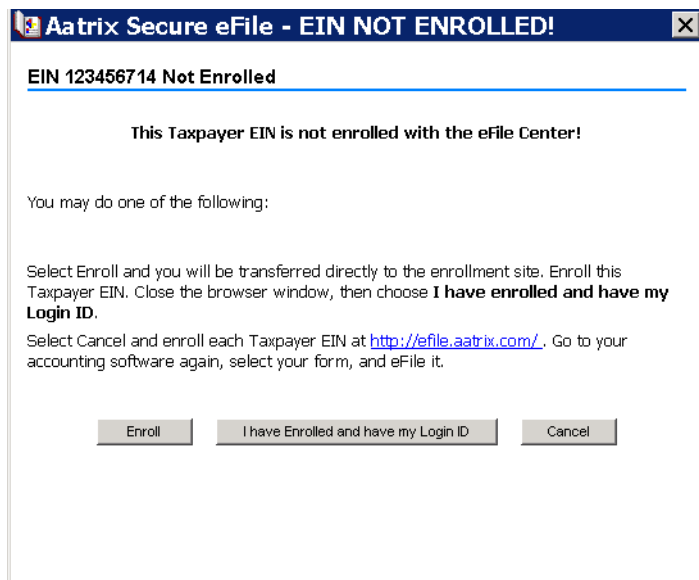 Aatrix Secure eFile - EIN NOT ENROLLED!
EIN 123456714 Not Enrolled
This Taxpayer EIN is not enrolled with the eFile Center!
You may do one of the following:
Select Enroll and you will be transferred directly to the enrollment site. Enroll this
Taxpayer EIN. Close the browser window, then choose I have enrolled and have my
Login ID.
Select Cancel and enroll each Taxpayer EIN at http://efile.aatrix.com/ . Go to your
accounting software again, select your form, and eFile it.
Enroll I have Enrolled and have my Login ID Cancel